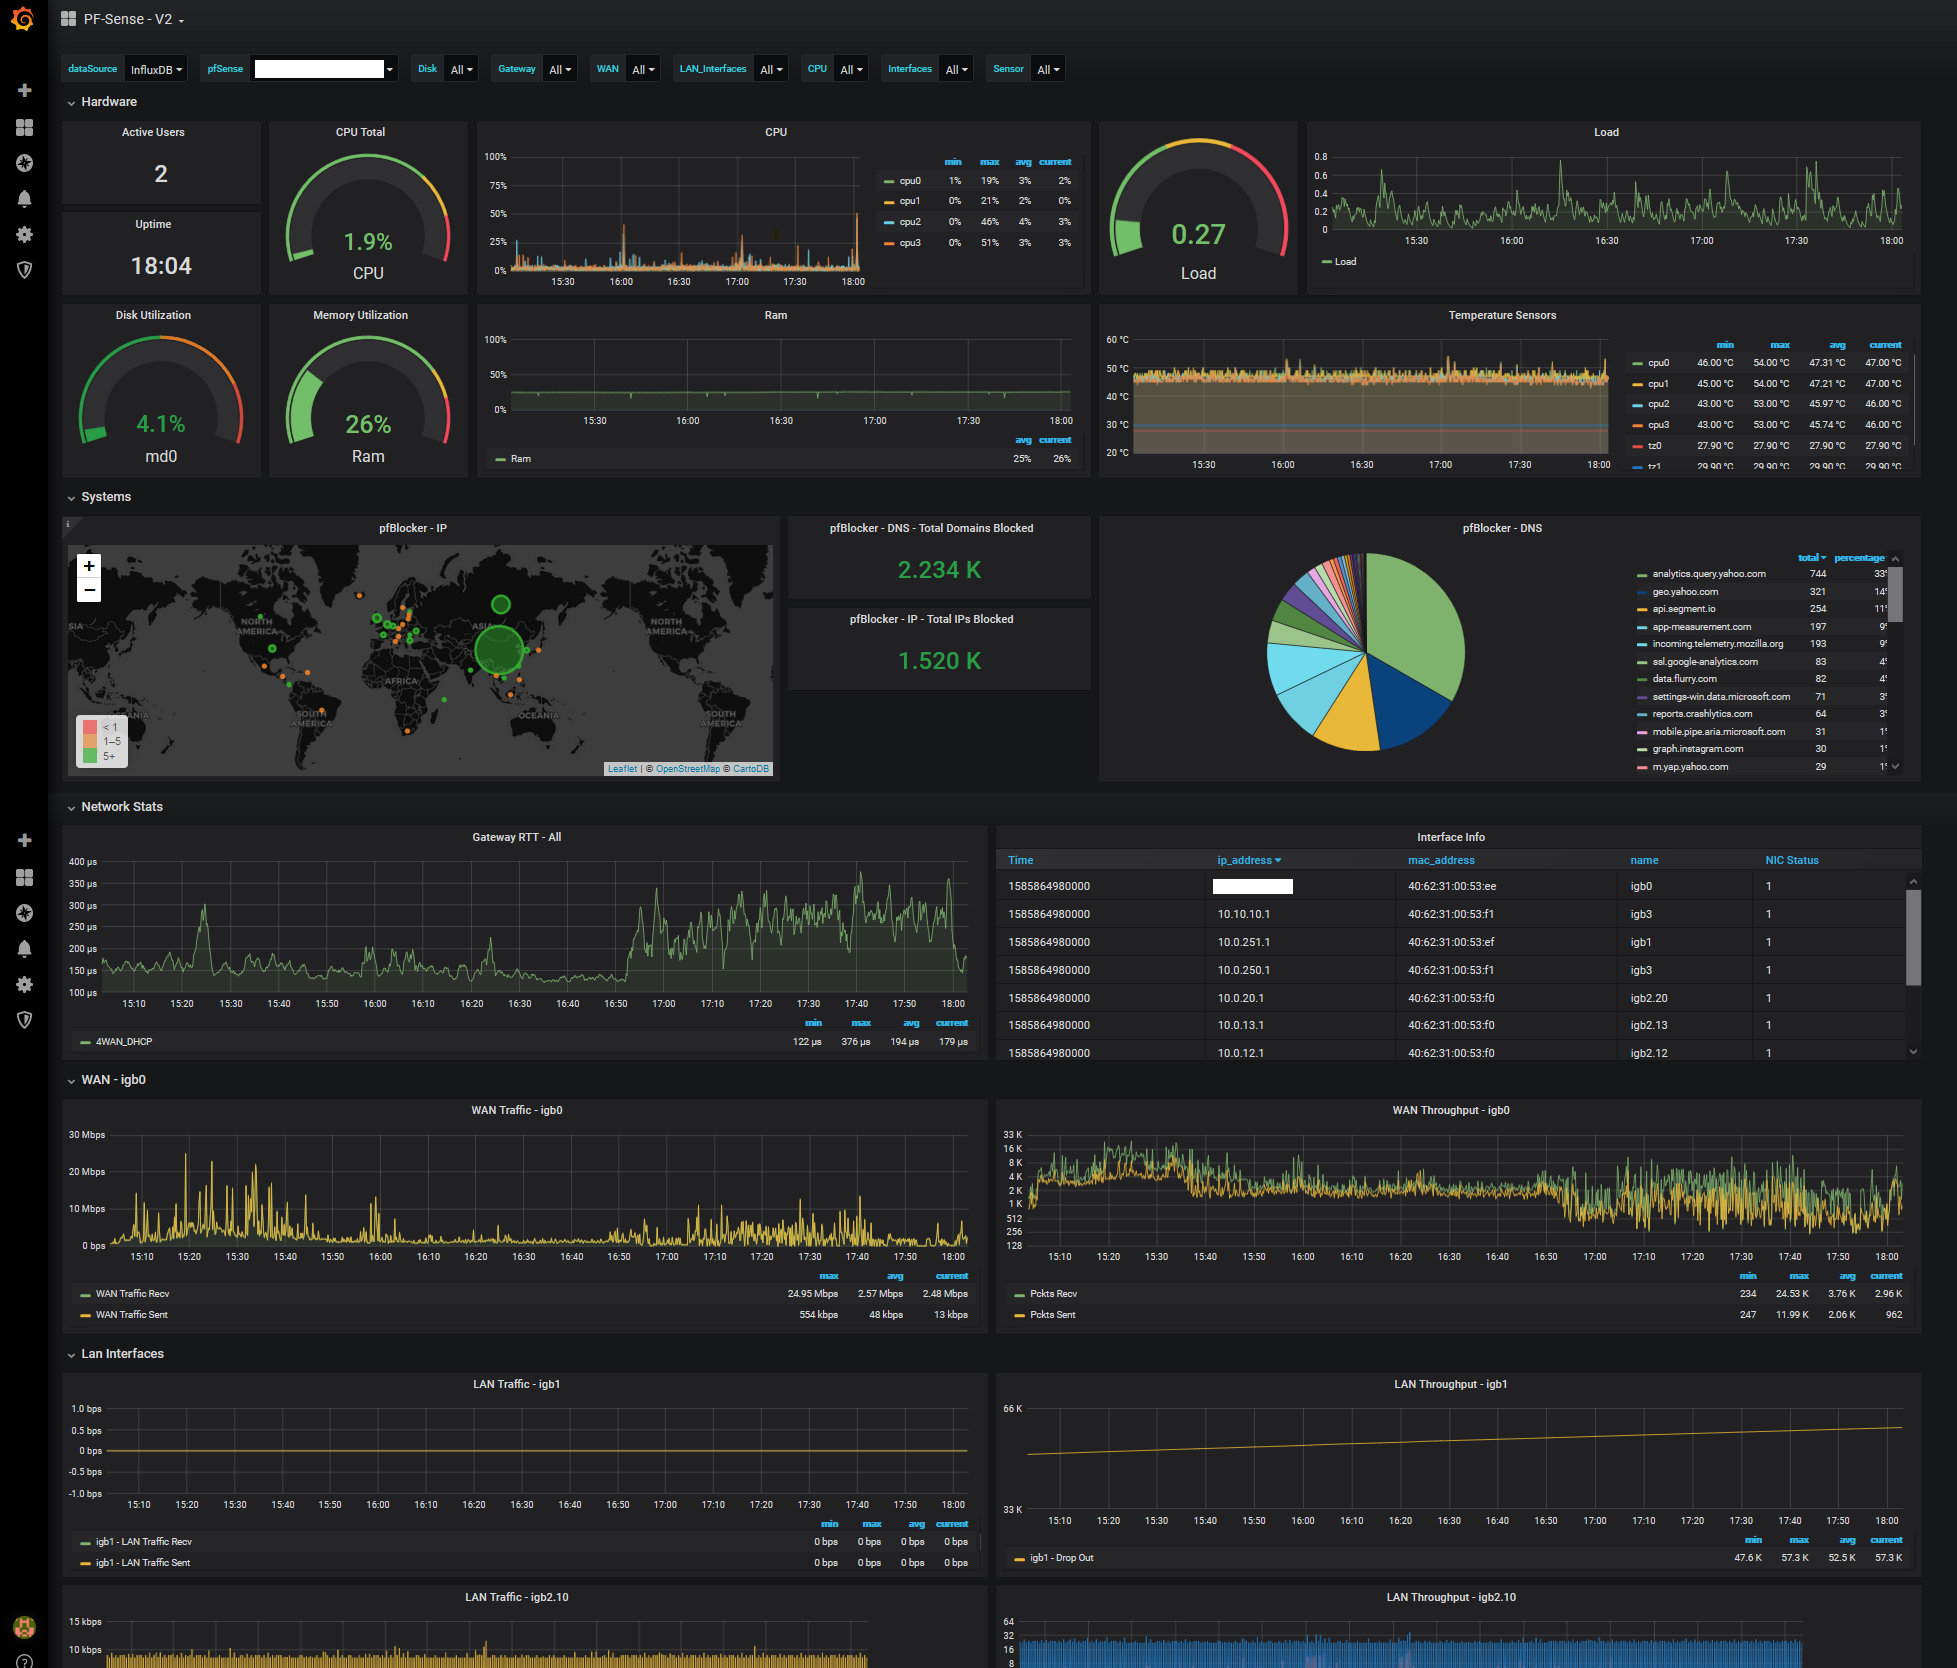 PF-Sense - V2
dataSource InfluxDB pfSense Disk All Gateway All WAN All LAN_Interfaces All CPU All Interfaces All Sensor All
Hardware
Active Users
2
Uptime
18:04
CPU Total
1.9%
CPU
CPU
100%
75%
50%
25%
0%
15:30 16:00 16:30 17:00 17:30 18:00
min max avg current
cpu0 1% 19% 3% 2%
cpu1 0% 21% 2% 0%
cpu2 0% 46% 4% 3%
cpu3 0% 51% 3% 3%
0.27
Load
Load
0.8
0.6
0.4
0.2
0
15:30 16:00 16:30 17:00 17:30 18:00
Load
Disk Utilization
4.1%
md0
Memory Utilization
26%
Ram
Ram
100%
50%
0%
15:30 16:00 16:30 17:00 17:30 18:00
avg current
Ram 25% 26%
Temperature Sensors
60 °C
50 °C
40 °C
30 °C
20 °C
15:30 16:00 16:30 17:00 17:30 18:00
min max avg current
cpu0 46.00 °C 54.00 °C 47.31 °C 47.00 °C
cpu1 45.00 °C 54.00 °C 47.21 °C 47.00 °C
cpu2 43.00 °C 53.00 °C 45.97 °C 46.00 °C
cpu3 43.00 °C 53.00 °C 45.74 °C 46.00 °C
tz0 27.90 °C 27.90 °C 27.90 °C 27.90 °C
tz1 29.90 °C 29.90 °C 29.90 °C 29.90 °C
Systems
pfBlocker - IP
+
−
NORTH AMERICA
ASIA
NORTH AMERICA
AFRICA
SOUTH AMERICA
OCEANIA
SOUTH AMERICA
< 1
1–5
5+
Leaflet | © OpenStreetMap © CartoDB
pfBlocker - DNS - Total Domains Blocked
2.234 K
pfBlocker - IP - Total IPs Blocked
1.520 K
pfBlocker - DNS
total percentage
analytics.query.yahoo.com 744 33%
geo.yahoo.com 321 14%
api.segment.io 254 11%
app-measurement.com 197 9%
incoming.telemetry.mozilla.org 193 9%
ssl.google-analytics.com 83 4%
data.flurry.com 82 4%
settings-win.data.microsoft.com 71 3%
reports.crashlytics.com 64 3%
mobile.pipe.aria.microsoft.com 31 1%
graph.instagram.com 30 1%
m.yap.yahoo.com 29 1%
Network Stats
Gateway RTT - All
400 µs
350 µs
300 µs
250 µs
200 µs
150 µs
100 µs
15:10 15:20 15:30 15:40 15:50 16:00 16:10 16:20 16:30 16:40 16:50 17:00 17:10 17:20 17:30 17:40 17:50 18:00
min max avg current
4WAN_DHCP 122 µs 376 µs 194 µs 179 µs
Interface Info
Time ip_address mac_address name NIC Status
1585864980000 40:62:31:00:53:ee igb0 1
1585864980000 10.10.10.1 40:62:31:00:53:f1 igb3 1
1585864980000 10.0.251.1 40:62:31:00:53:ef igb1 1
1585864980000 10.0.250.1 40:62:31:00:53:f1 igb3 1
1585864980000 10.0.20.1 40:62:31:00:53:f0 igb2.20 1
1585864980000 10.0.13.1 40:62:31:00:53:f0 igb2.13 1
1585864980000 10.0.12.1 40:62:31:00:53:f0 igb2.12 1
WAN - igb0
WAN Traffic - igb0
30 Mbps
20 Mbps
10 Mbps
0 bps
15:10 15:20 15:30 15:40 15:50 16:00 16:10 16:20 16:30 16:40 16:50 17:00 17:10 17:20 17:30 17:40 17:50 18:00
max avg current
WAN Traffic Recv 24.95 Mbps 2.57 Mbps 2.48 Mbps
WAN Traffic Sent 554 kbps 48 kbps 13 kbps
WAN Throughput - igb0
33 K
16 K
8 K
4 K
2 K
1 K
512
256
128
15:10 15:20 15:30 15:40 15:50 16:00 16:10 16:20 16:30 16:40 16:50 17:00 17:10 17:20 17:30 17:40 17:50 18:00
min max avg current
Pckts Recv 234 24.53 K 3.76 K 2.96 K
Pckts Sent 247 11.99 K 2.06 K 962
Lan Interfaces
LAN Traffic - igb1
1.0 bps
0.5 bps
0 bps
-0.5 bps
-1.0 bps
15:10 15:20 15:30 15:40 15:50 16:00 16:10 16:20 16:30 16:40 16:50 17:00 17:10 17:20 17:30 17:40 17:50 18:00
min max avg current
igb1 - LAN Traffic Recv 0 bps 0 bps 0 bps 0 bps
igb1 - LAN Traffic Sent 0 bps 0 bps 0 bps 0 bps
LAN Throughput - igb1
66 K
33 K
15:10 15:20 15:30 15:40 15:50 16:00 16:10 16:20 16:30 16:40 16:50 17:00 17:10 17:20 17:30 17:40 17:50 18:00
min max avg current
igb1 - Drop Out 47.6 K 57.3 K 52.5 K 57.3 K
LAN Traffic - igb2.10
15 kbps
10 kbps
LAN Throughput - igb2.10
64
32
16
8